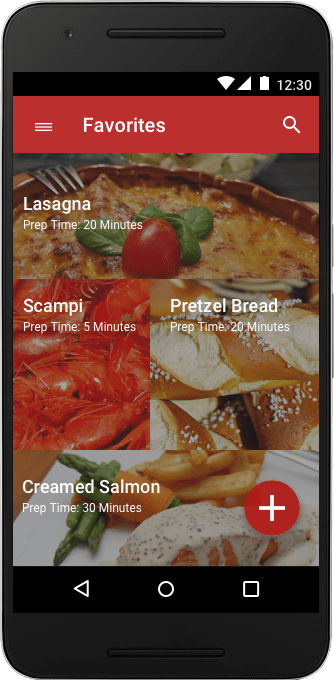 12:30
Favorites
Lasagna
Prep Time: 20 Minutes
Scampi
Prep Time: 5 Minutes
Pretzel Bread
Prep Time: 20 Minutes
Creamed Salmon
Prep Time: 30 Minutes